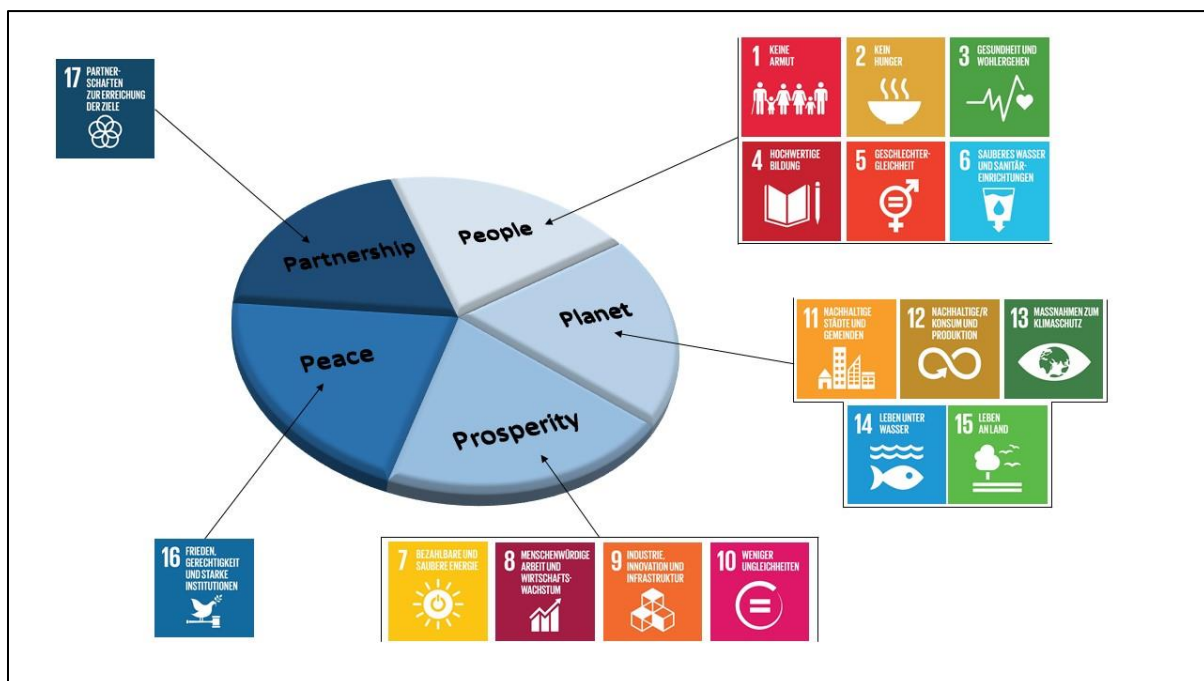 17 PARTNER-
SCHAFTEN
ZUR ERREICHUNG
DER ZIELE
1 KEINE
ARMUT
2 KEIN
HUNGER
3 GESUNDHEIT UND
WOHLERGEHEN
4 HOCHWERTIGE
BILDUNG
5 GESCHLECHTER-
GLEICHHEIT
6 SAUBERES WASSER
UND SANITÄR-
EINRICHTUNGEN
People
Partnership
Planet
Peace
Prosperity
11 NACHHALTIGE
STÄDTE UND
GEMEINDEN
12 NACHHALTIGE/R
KONSUM UND
PRODUKTION
13 MASSNAHMEN ZUM
KLIMASCHUTZ
14 LEBEN UNTER
WASSER
15 LEBEN
AN LAND
16 FRIEDEN,
GERECHTIGKEIT
UND STARKE
INSTITUTIONEN
7 BEZAHLBARE UND
SAUBERE ENERGIE
8 MENSCHENWÜRDIGE
ARBEIT UND
WIRTSCHAFTS-
WACHSTUM
9 INDUSTRIE,
INNOVATION UND
INFRASTRUKTUR
10 WENIGER
UNGLEICHHEITEN